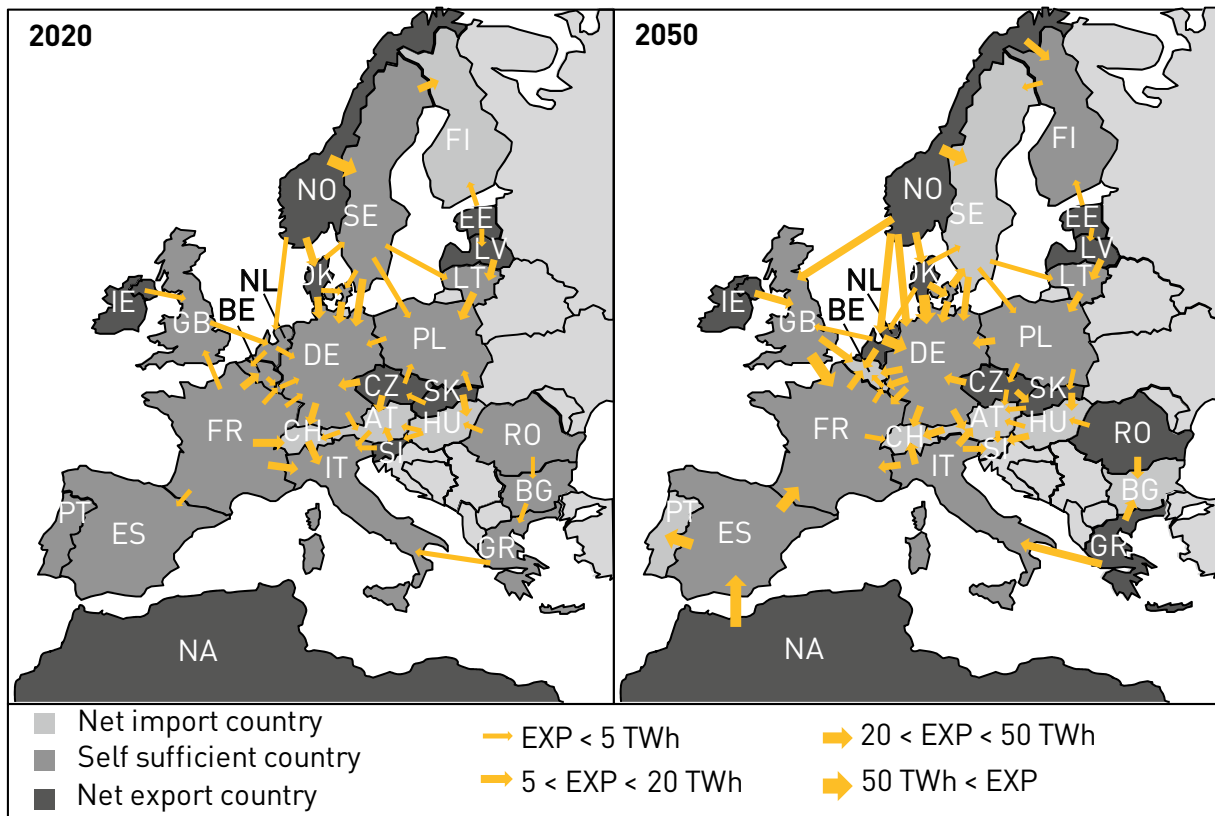 2020
FI
NO
SE
EE
LV
DK
LT
NL
IE
BE
GB
DE
PL
CZ
SK
FR
CH
AT
HU
RO
IT
SI
BG
PT
ES
GR
NA
2050
FI
NO
SE
EE
LV
DK
LT
NL
IE
BE
GB
DE
PL
CZ
SK
FR
CH
AT
HU
RO
IT
SI
BG
PT
ES
GR
NA
Net import country
Self sufficient country
Net export country
EXP < 5 TWh
5 < EXP < 20 TWh
20 < EXP < 50 TWh
50 TWh < EXP